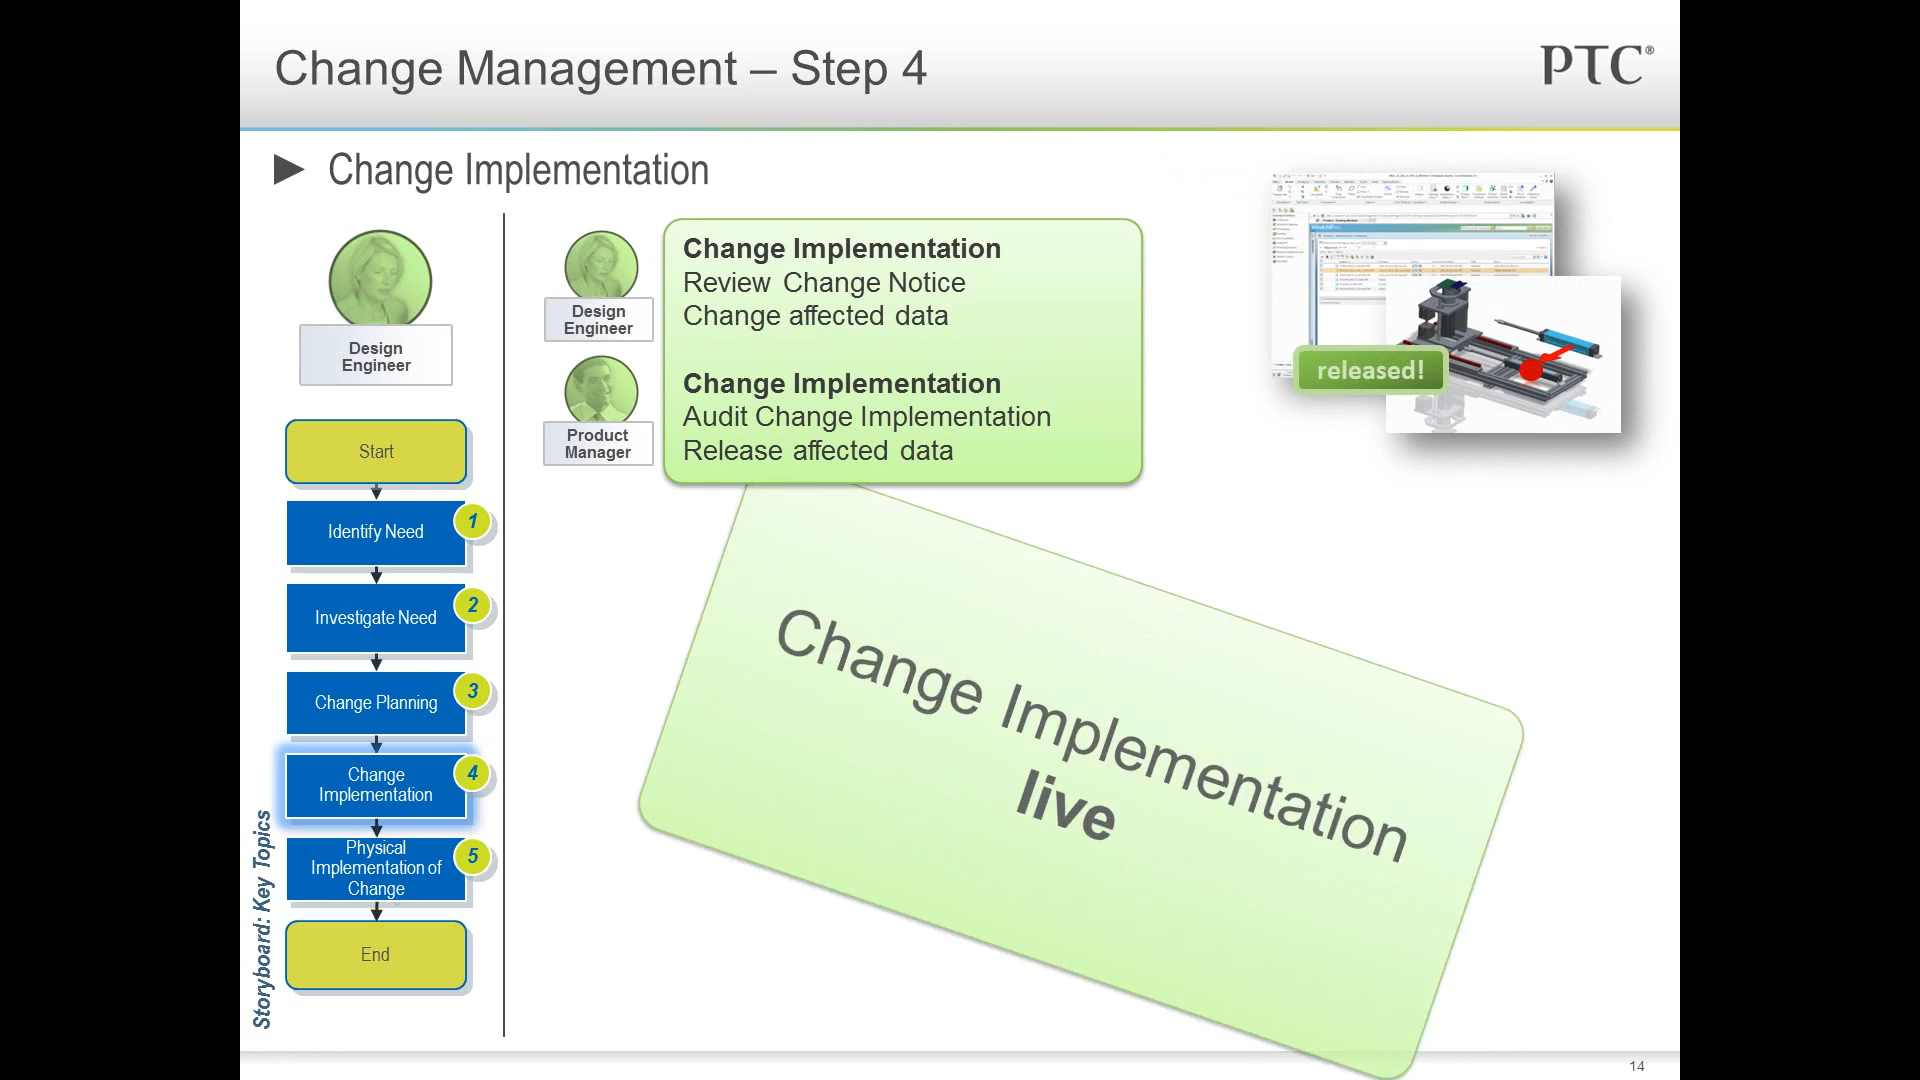 Change Management – Step 4
PTC®
► Change Implementation
Design
Engineer
Start
Identify Need
1
Investigate Need
2
Change Planning
3
Change
Implementation
4
Physical
Implementation of
Change
5
End
Storyboard: Key Topics
Design
Engineer
Product
Manager
Change Implementation
Review Change Notice
Change affected data
Change Implementation
Audit Change Implementation
Release affected data
released!
Change Implementation
live
14